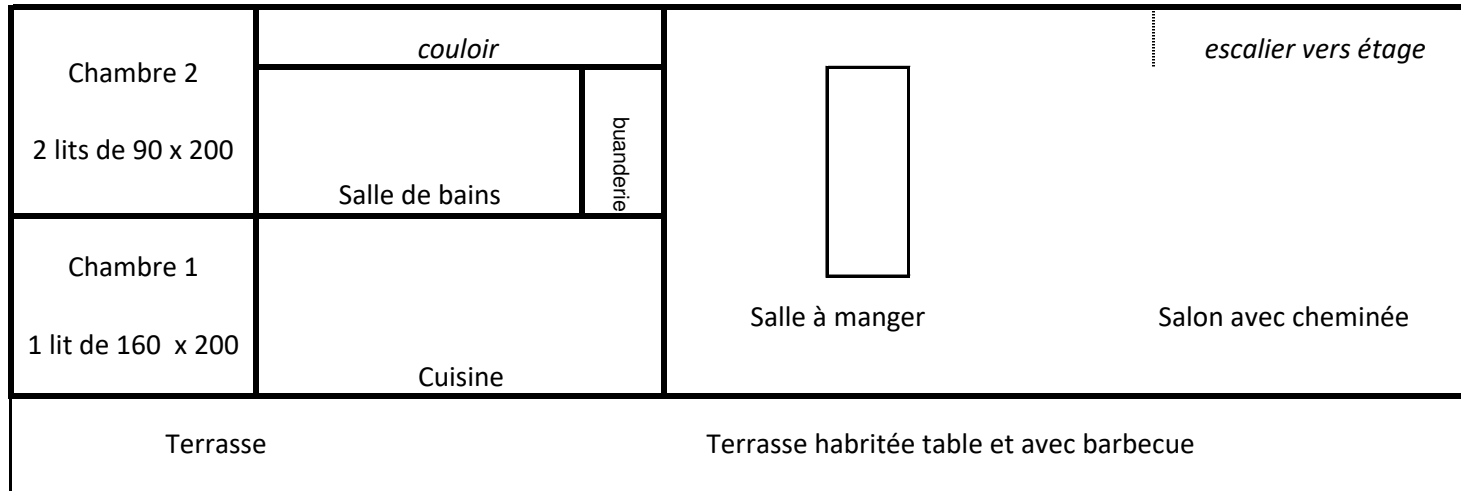 couloir
escalier vers étage
Chambre 2
2 lits de 90 x 200
buanderie
Salle de bains
Chambre 1
Salle à manger
Salon avec cheminée
1 lit de 160 x 200
Cuisine
Terrasse
Terrasse habritée table et avec barbecue